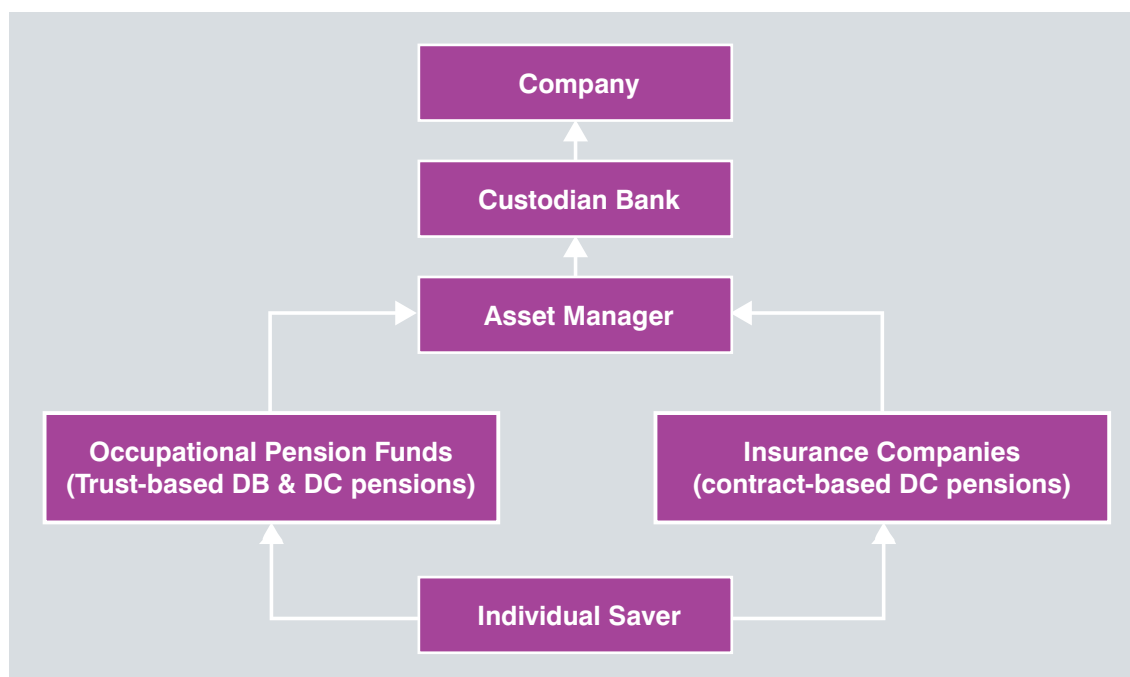 Company
Custodian Bank
Asset Manager
Occupational Pension Funds
(Trust-based DB & DC pensions)
Insurance Companies
(contract-based DC pensions)
Individual Saver